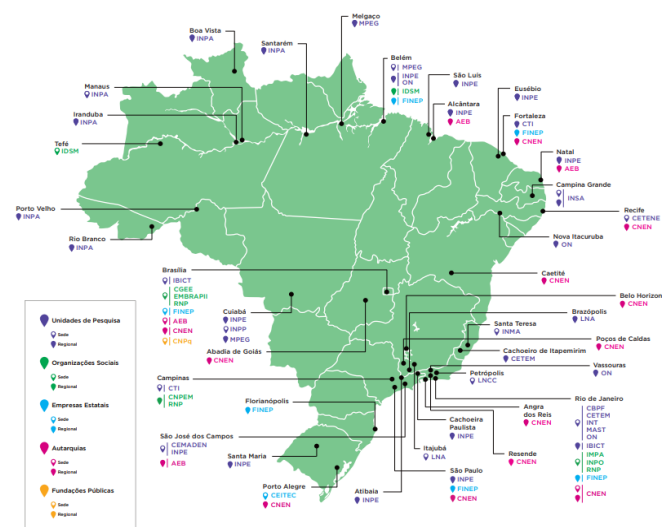 Melgaço
MPEG
Boa Vista
INPA
Santarém
INPA
Belém
MPEG
INPE
ON
IDSM
FINEP
São Luís
INPE
Eusébio
INPE
Manaus
INPA
Alcântara
INPE
AEB
Fortaleza
CTI
FINEP
CNEN
Iranduba
INPA
Tefé
IDSM
Natal
INPE
AEB
Campina Grande
INSA
Porto Velho
INPA
Recife
CETENE
CNEN
Rio Branco
INPA
Nova Itacuruba
ON
Brasília
IBICT
CGEE
EMBRAPII
RNP
FINEP
AEB
CNEN
CNPq
Caetité
CNEN
Belo Horizon
CNEN
Cuiabá
INPE
INPP
MPEG
Brazópolis
LNA
Santa Teresa
INMA
Abadia de Goiás
CNEN
Poços de Caldas
CNEN
Cachoeiro de Itapemirim
CETEM
Vassouras
ON
Campinas
CTI
CNPEM
RNP
Petrópolis
LNCC
Florianópolis
FINEP
Rio de Janeiro
CBPF
CETEM
INT
MAST
ON
IBICT
IMPA
INPO
RNP
FINEP
CNEN
CNEN
Angra
dos Reis
CNEN
Cachoeira
Paulista
INPE
São José dos Campos
CEMADEN
INPE
AEB
Itajubá
LNA
Resende
CNEN
Santa Maria
INPE
São Paulo
INPE
FINEP
CNEN
Porto Alegre
CEITEC
CNEN
Atibaia
INPE
Unidades de Pesquisa
Sede
Regional
Organizações Sociais
Sede
Regional
Empresas Estatais
Sede
Regional
Autarquias
Sede
Regional
Fundações Públicas
Sede
Regional